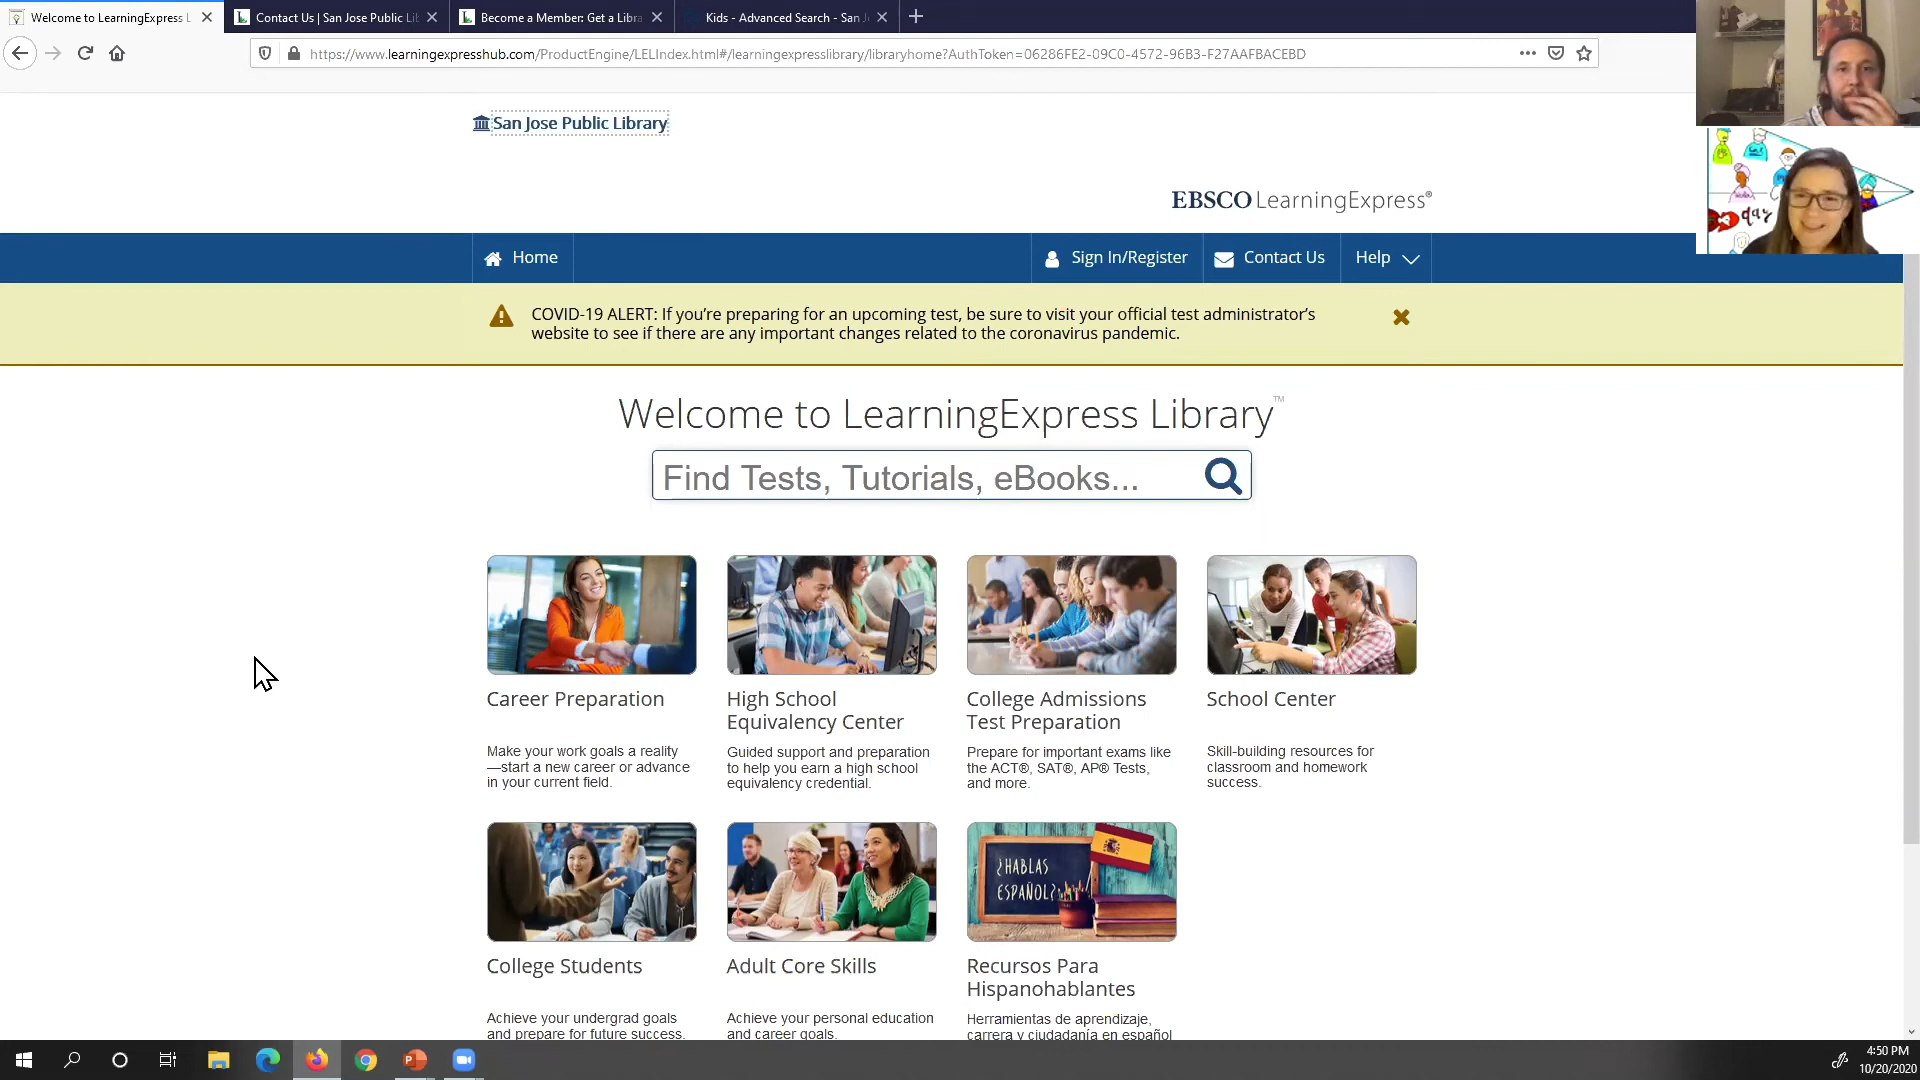 Welcome to LearningExpress L
Contact Us | San Jose Public Lib
Become a Member: Get a Libra
Kids - Advanced Search - San J
https://www.learningexpresshub.com/ProductEngine/LELIndex.html#/learningexpresslibrary/libraryhome?AuthToken=06286FE2-09C0-4572-96B3-F27AAFBACEBD
San Jose Public Library
EBSCO LearningExpress®
Home
Sign In/Register
Contact Us
Help
COVID-19 ALERT: If you’re preparing for an upcoming test, be sure to visit your official test administrator’s
website to see if there are any important changes related to the coronavirus pandemic.
Welcome to LearningExpress Library™
Find Tests, Tutorials, eBooks...
Career Preparation
Make your work goals a reality
—start a new career or advance
in your current field.
High School
Equivalency Center
Guided support and preparation
to help you earn a high school
equivalency credential.
College Admissions
Test Preparation
Prepare for important exams like
the ACT®, SAT®, AP® Tests,
and more.
School Center
Skill-building resources for
classroom and homework
success.
¿HABLAS
ESPAÑOL?
College Students
Achieve your undergrad goals
and prepare for future success.
Adult Core Skills
Achieve your personal education
and career goals.
Recursos Para
Hispanohablantes
Herramientas de aprendizaje,
carrera y ciudadanía en español
day
4:50 PM
10/20/2020